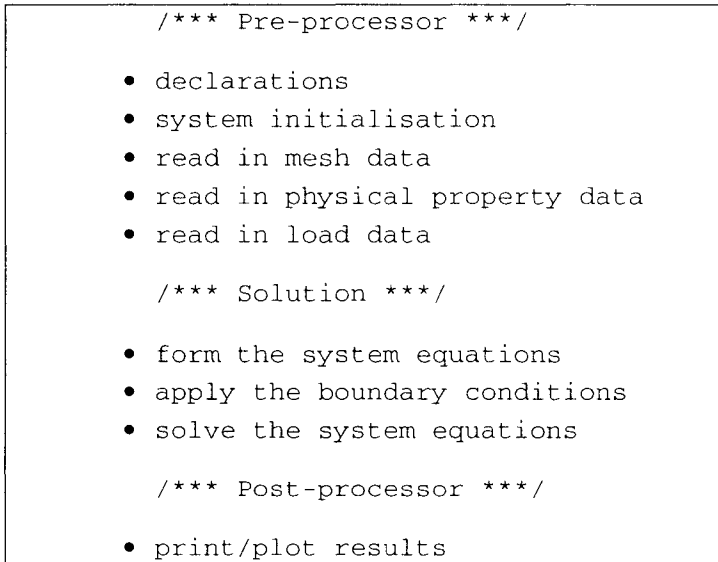 /*** Pre-processor ***/
• declarations
• system initialisation
• read in mesh data
• read in physical property data
• read in load data
/*** Solution ***/
• form the system equations
• apply the boundary conditions
• solve the system equations
/*** Post-processor ***/
• print/plot results